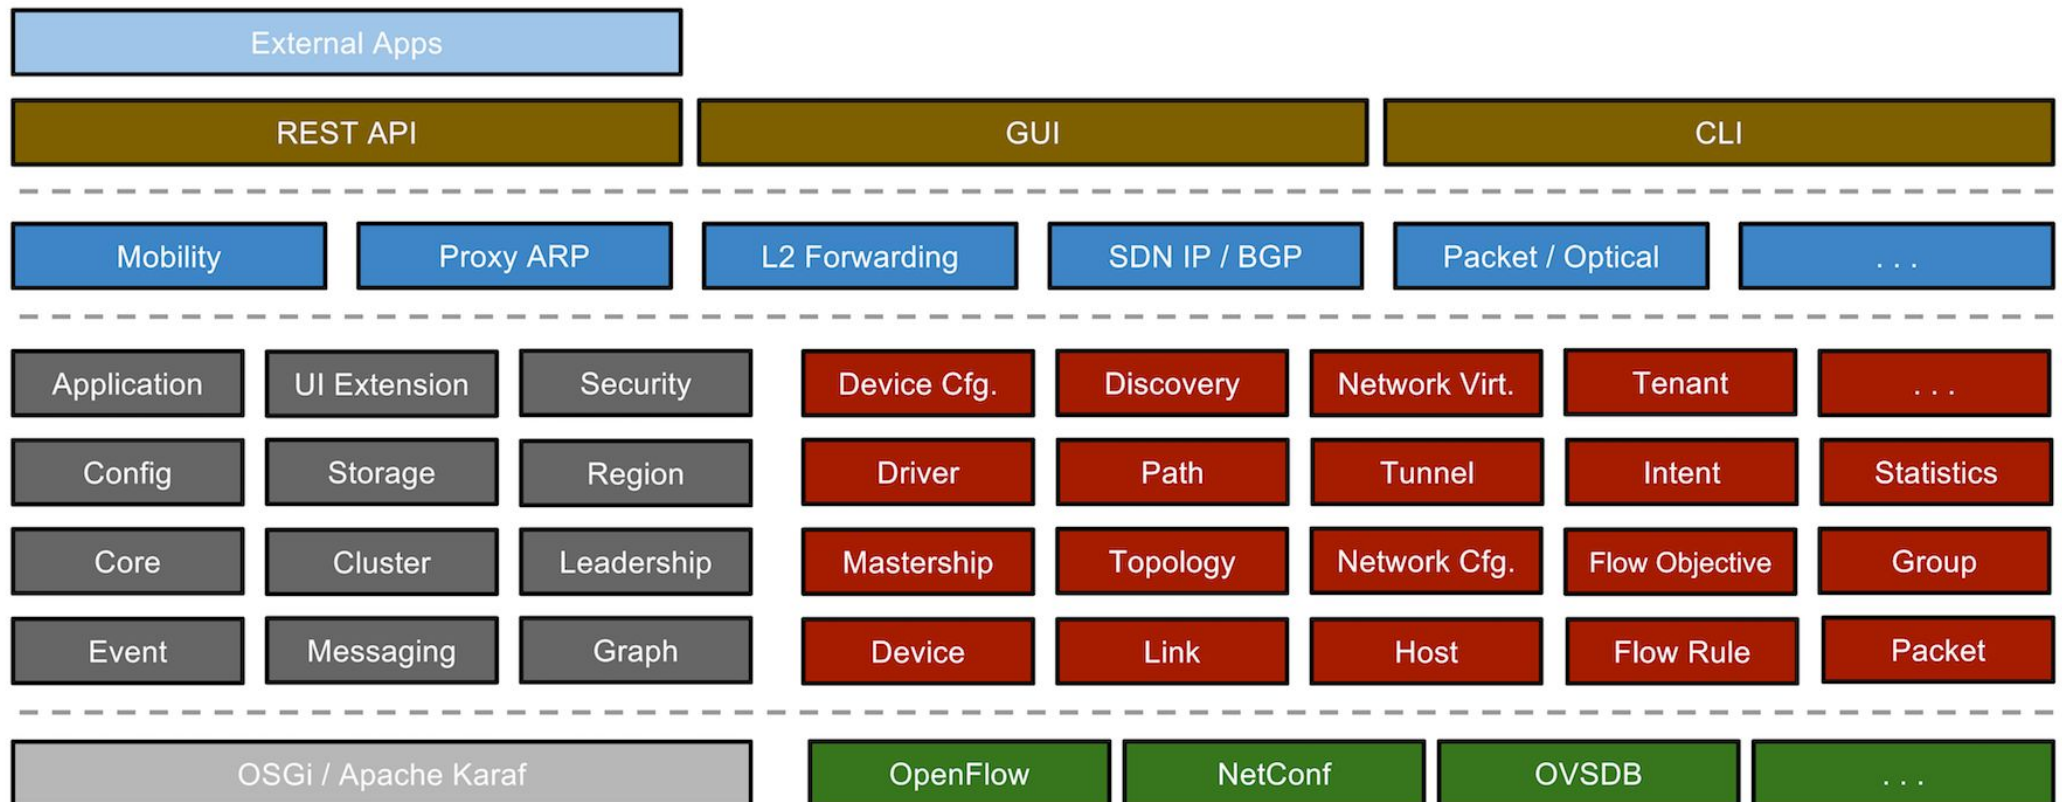 External Apps
REST API GUI CLI
Mobility Proxy ARP L2 Forwarding SDN IP / BGP Packet / Optical . . .
Application UI Extension Security Device Cfg. Discovery Network Virt. Tenant . . .
Config Storage Region Driver Path Tunnel Intent Statistics
Core Cluster Leadership Mastership Topology Network Cfg. Flow Objective Group
Event Messaging Graph Device Link Host Flow Rule Packet
OSGi / Apache Karaf OpenFlow NetConf OVSDB . . .